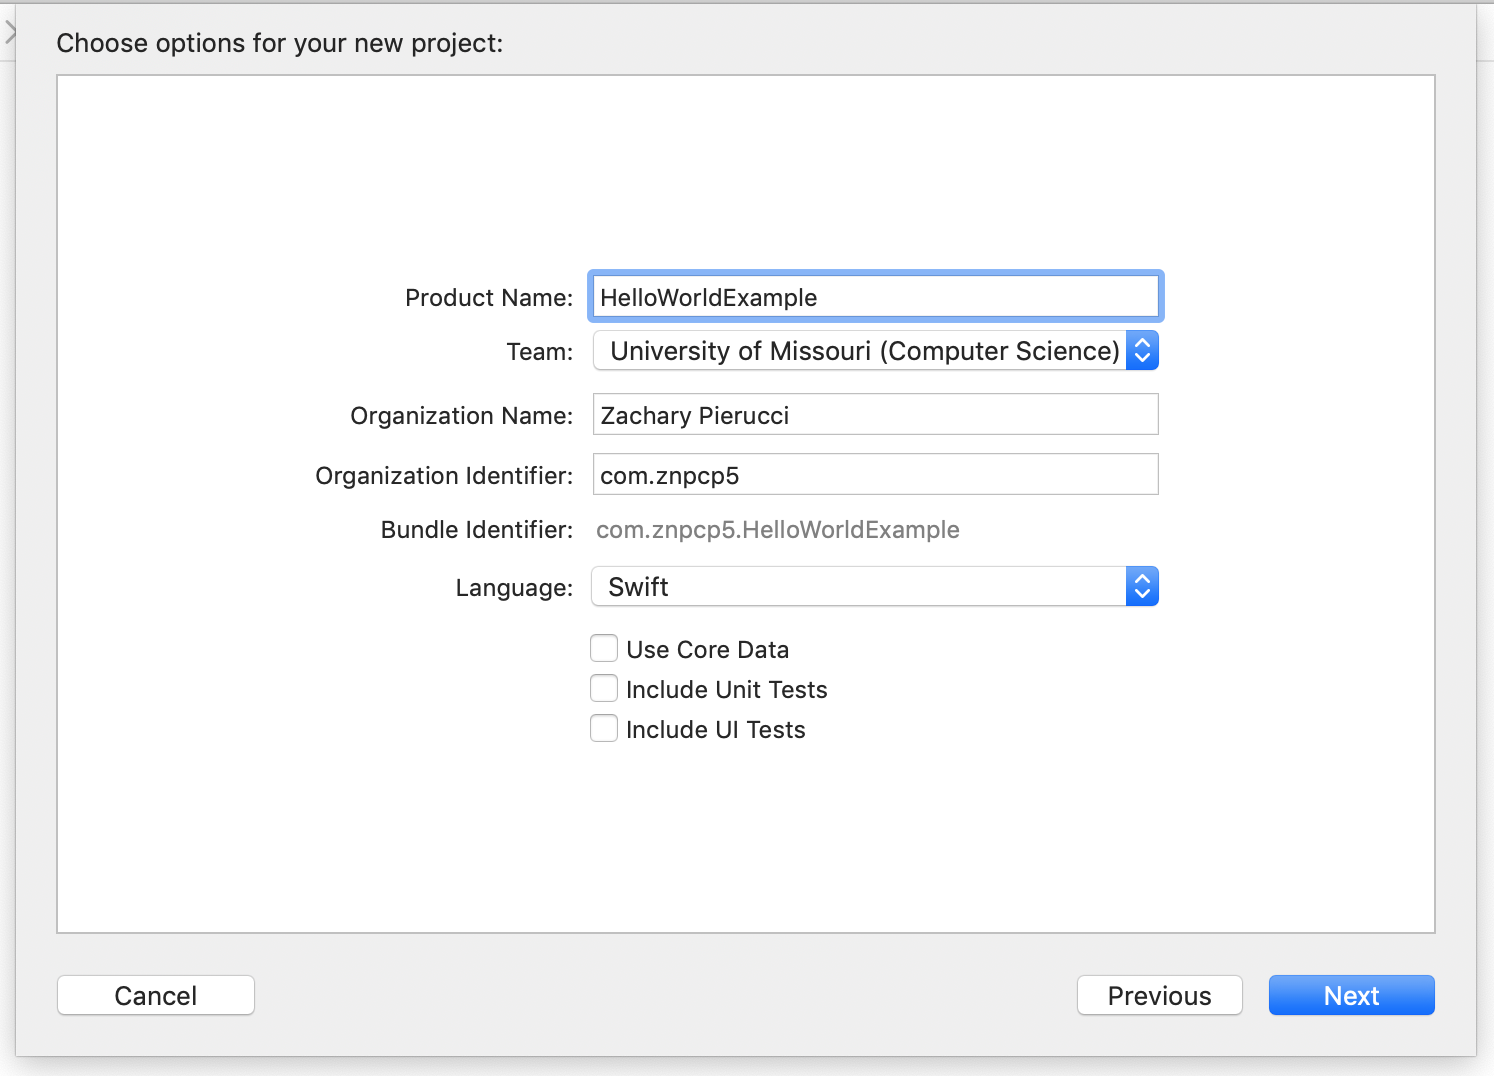 Choose options for your new project:
Product Name: HelloWorldExample
Team: University of Missouri (Computer Science)
Organization Name: Zachary Pierucci
Organization Identifier: com.znpcp5
Bundle Identifier: com.znpcp5.HelloWorldExample
Language: Swift
Use Core Data
Include Unit Tests
Include UI Tests
Cancel Previous Next